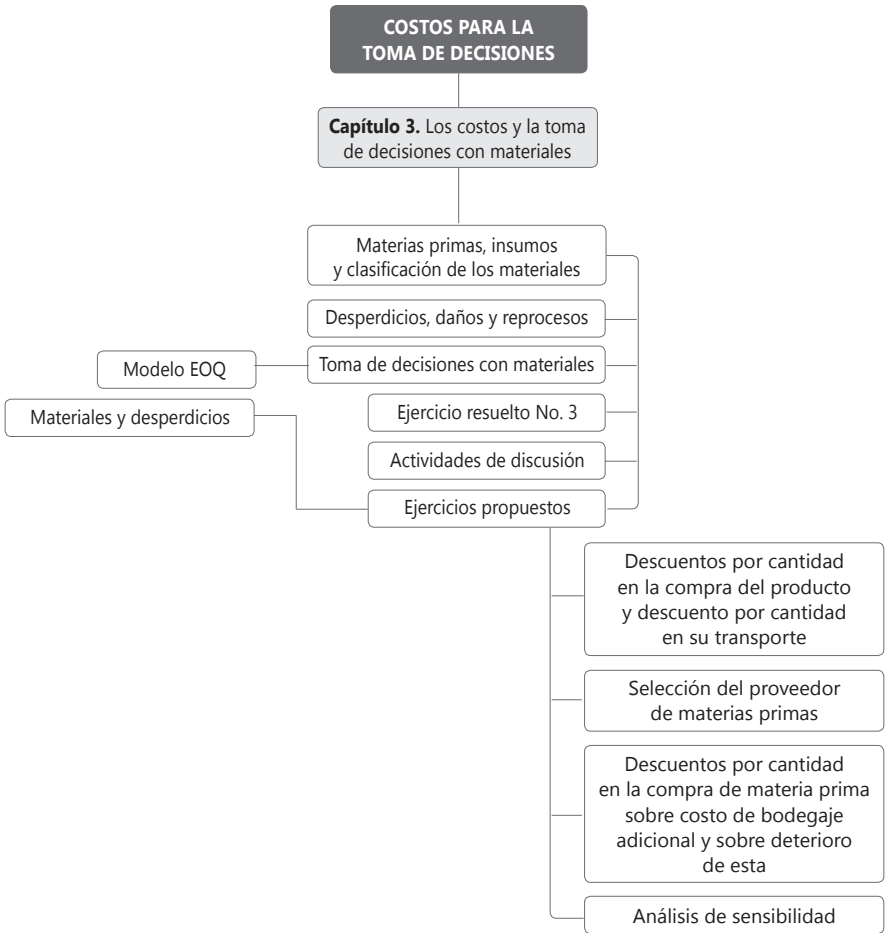 COSTOS PARA LA
TOMA DE DECISIONES
Capítulo 3. Los costos y la toma
de decisiones con materiales
Materias primas, insumos
y clasificación de los materiales
Desperdicios, daños y reprocesos
Modelo EOQ
Toma de decisiones con materiales
Materiales y desperdicios
Ejercicio resuelto No. 3
Actividades de discusión
Ejercicios propuestos
Descuentos por cantidad
en la compra del producto
y descuento por cantidad
en su transporte
Selección del proveedor
de materias primas
Descuentos por cantidad
en la compra de materia prima
sobre costo de bodegaje
adicional y sobre deterioro
de esta
Análisis de sensibilidad